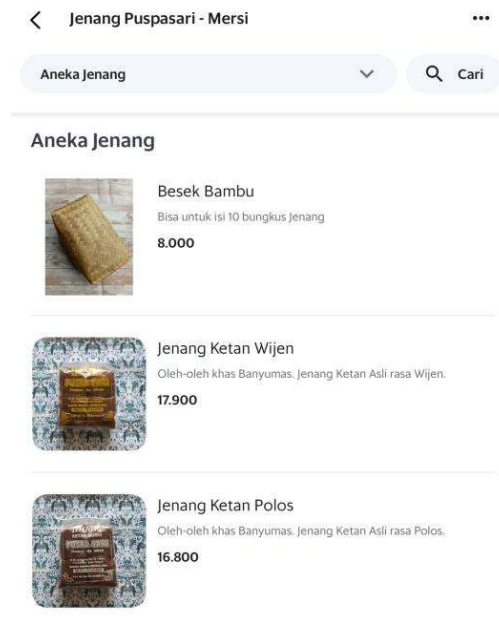 Jenang Puspasari - Mersi
Aneka Jenang
Cari
Aneka Jenang
Besek Bambu
Bisa untuk isi 10 bungkus Jenang
8.000
Jenang Ketan Wijen
Oleh-oleh khas Banyumas. Jenang Ketan Asli rasa Wijen.
17.900
Jenang Ketan Polos
Oleh-oleh khas Banyumas. Jenang Ketan Asli rasa Polos.
16.800